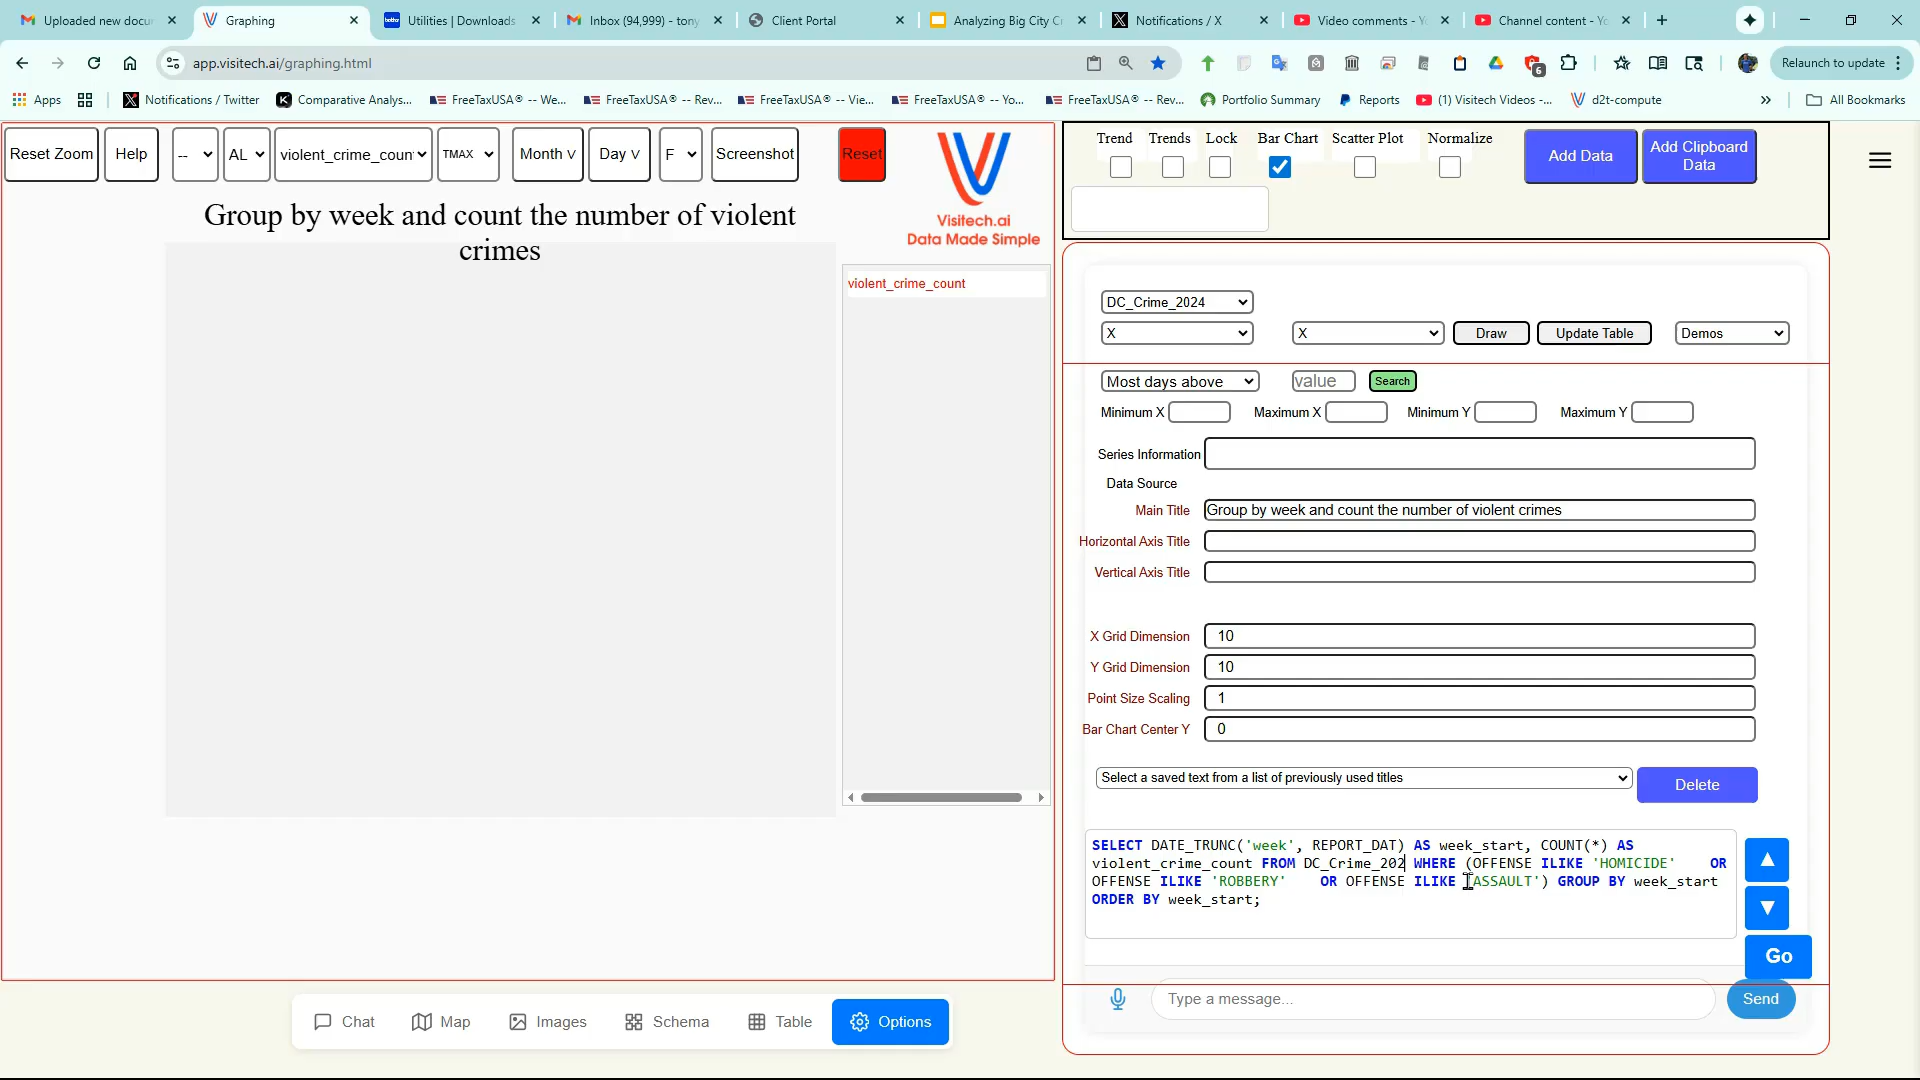 Uploaded new docu
Graphing
Utilities | Downloads
Inbox (94,999) - tony
Client Portal
Analyzing Big City C
Notifications / X
Video comments - Y
Channel content - Yo
app.visitech.ai/graphing.html
6
Relaunch to update
Apps
Notifications / Twitter
Comparative Analys...
FreeTaxUSA® -- We...
FreeTaxUSA® -- Rev...
FreeTaxUSA® -- Vie...
FreeTaxUSA® -- Yo...
FreeTaxUSA® -- Rev...
Portfolio Summary
Reports
(1) Visitech Videos -...
d2t-compute
»
All Bookmarks
Reset Zoom
Help
--
AL
violent_crime_coun
TMAX
Month V
Day V
F
Screenshot
Reset
Visitech.ai
Data Made Simple
Group by week and count the number of violent
crimes
violent_crime_count
Trend
Trends
Lock
Bar Chart
Scatter Plot
Normalize
Add Data
Add Clipboard
Data
DC_Crime_2024
X
X
Draw
Update Table
Demos
Most days above
value
Search
Minimum X
Maximum X
Minimum Y
Maximum Y
Series Information
Data Source
Main Title
Group by week and count the number of violent crimes
Horizontal Axis Title
Vertical Axis Title
X Grid Dimension
10
Y Grid Dimension
10
Point Size Scaling
1
Bar Chart Center Y
0
Select a saved text from a list of previously used titles
Delete
SELECT DATE_TRUNC('week', REPORT_DAT) AS week_start, COUNT(*) AS
violent_crime_count FROM DC_Crime_202 WHERE (OFFENSE ILIKE 'HOMICIDE' OR
OFFENSE ILIKE 'ROBBERY' OR OFFENSE ILIKE 'ASSAULT') GROUP BY week_start
ORDER BY week_start;
▲
▼
Go
Type a message...
Send
Chat
Map
Images
Schema
Table
Options